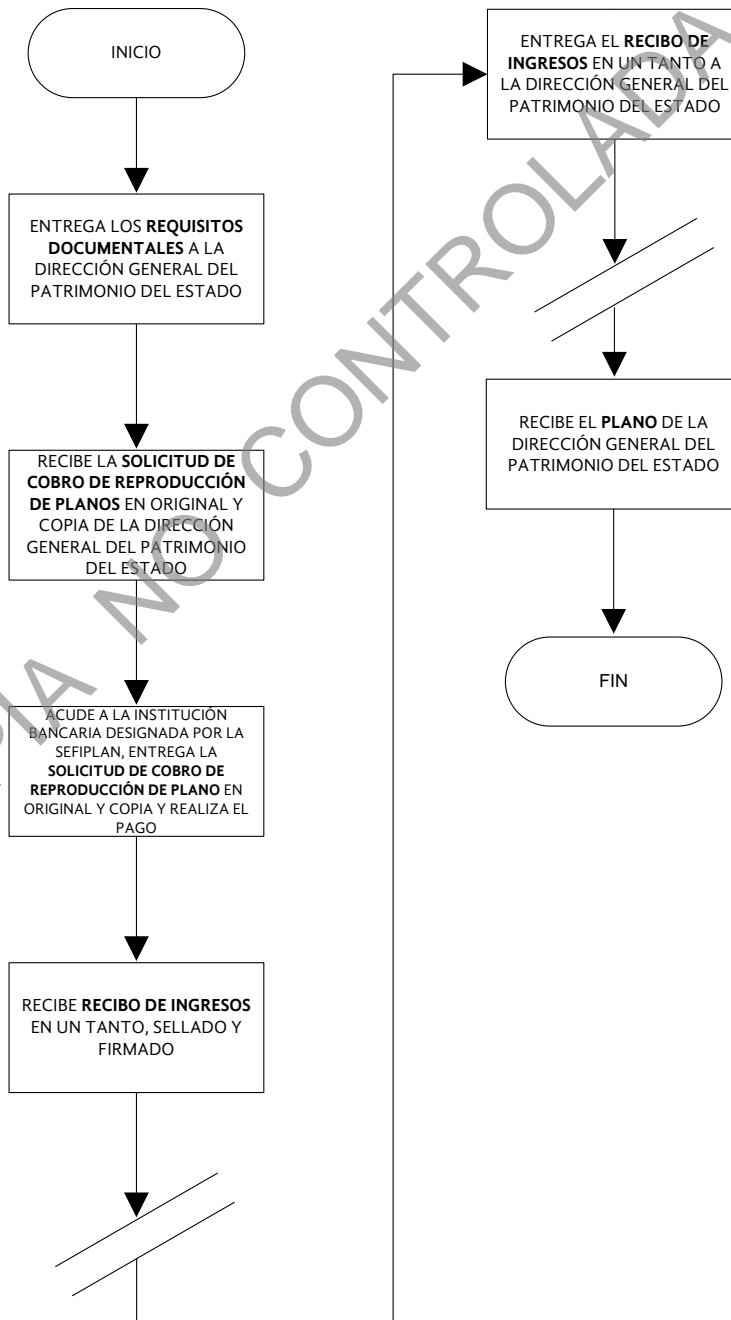 INICIO
ENTREGA LOS REQUISITOS
DOCUMENTALES A LA
DIRECCIÓN GENERAL DEL
PATRIMONIO DEL ESTADO
RECIBE LA SOLICITUD DE
COBRO DE REPRODUCCIÓN
DE PLANOS EN ORIGINAL Y
COPIA DE LA DIRECCIÓN
GENERAL DEL PATRIMONIO
DEL ESTADO
ACUDE A LA INSTITUCIÓN
BANCARIA DESIGNADA POR LA
SEFIPLAN, ENTREGA LA
SOLICITUD DE COBRO DE
REPRODUCCIÓN DE PLANO EN
ORIGINAL Y COPIA Y REALIZA EL
PAGO
RECIBE RECIBO DE INGRESOS
EN UN TANTO, SELLADO Y
FIRMADO
ENTREGA EL RECIBO DE
INGRESOS EN UN TANTO A
LA DIRECCIÓN GENERAL DEL
PATRIMONIO DEL ESTADO
RECIBE EL PLANO DE LA
DIRECCIÓN GENERAL DEL
PATRIMONIO DEL ESTADO
FIN
PIA NO CONTROLADA